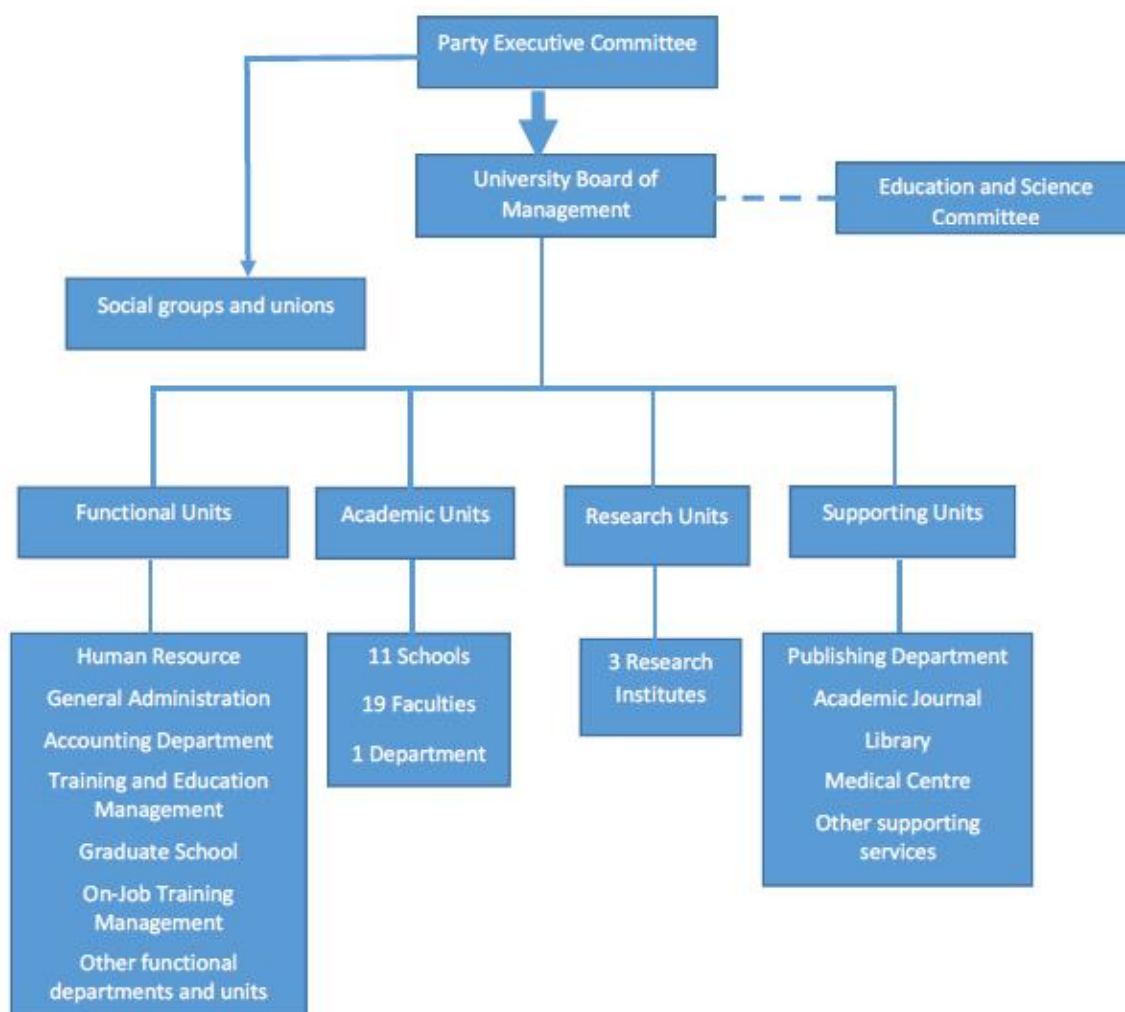 Party Executive Committee
University Board of
Management
Education and Science
Committee
Social groups and unions
Functional Units
Academic Units
Research Units
Supporting Units
Human Resource
General Administration
Accounting Department
Training and Education
Management
Graduate School
On-Job Training
Management
Other functional
departments and units
11 Schools
19 Faculties
1 Department
3 Research
Institutes
Publishing Department
Academic Journal
Library
Medical Centre
Other supporting
services